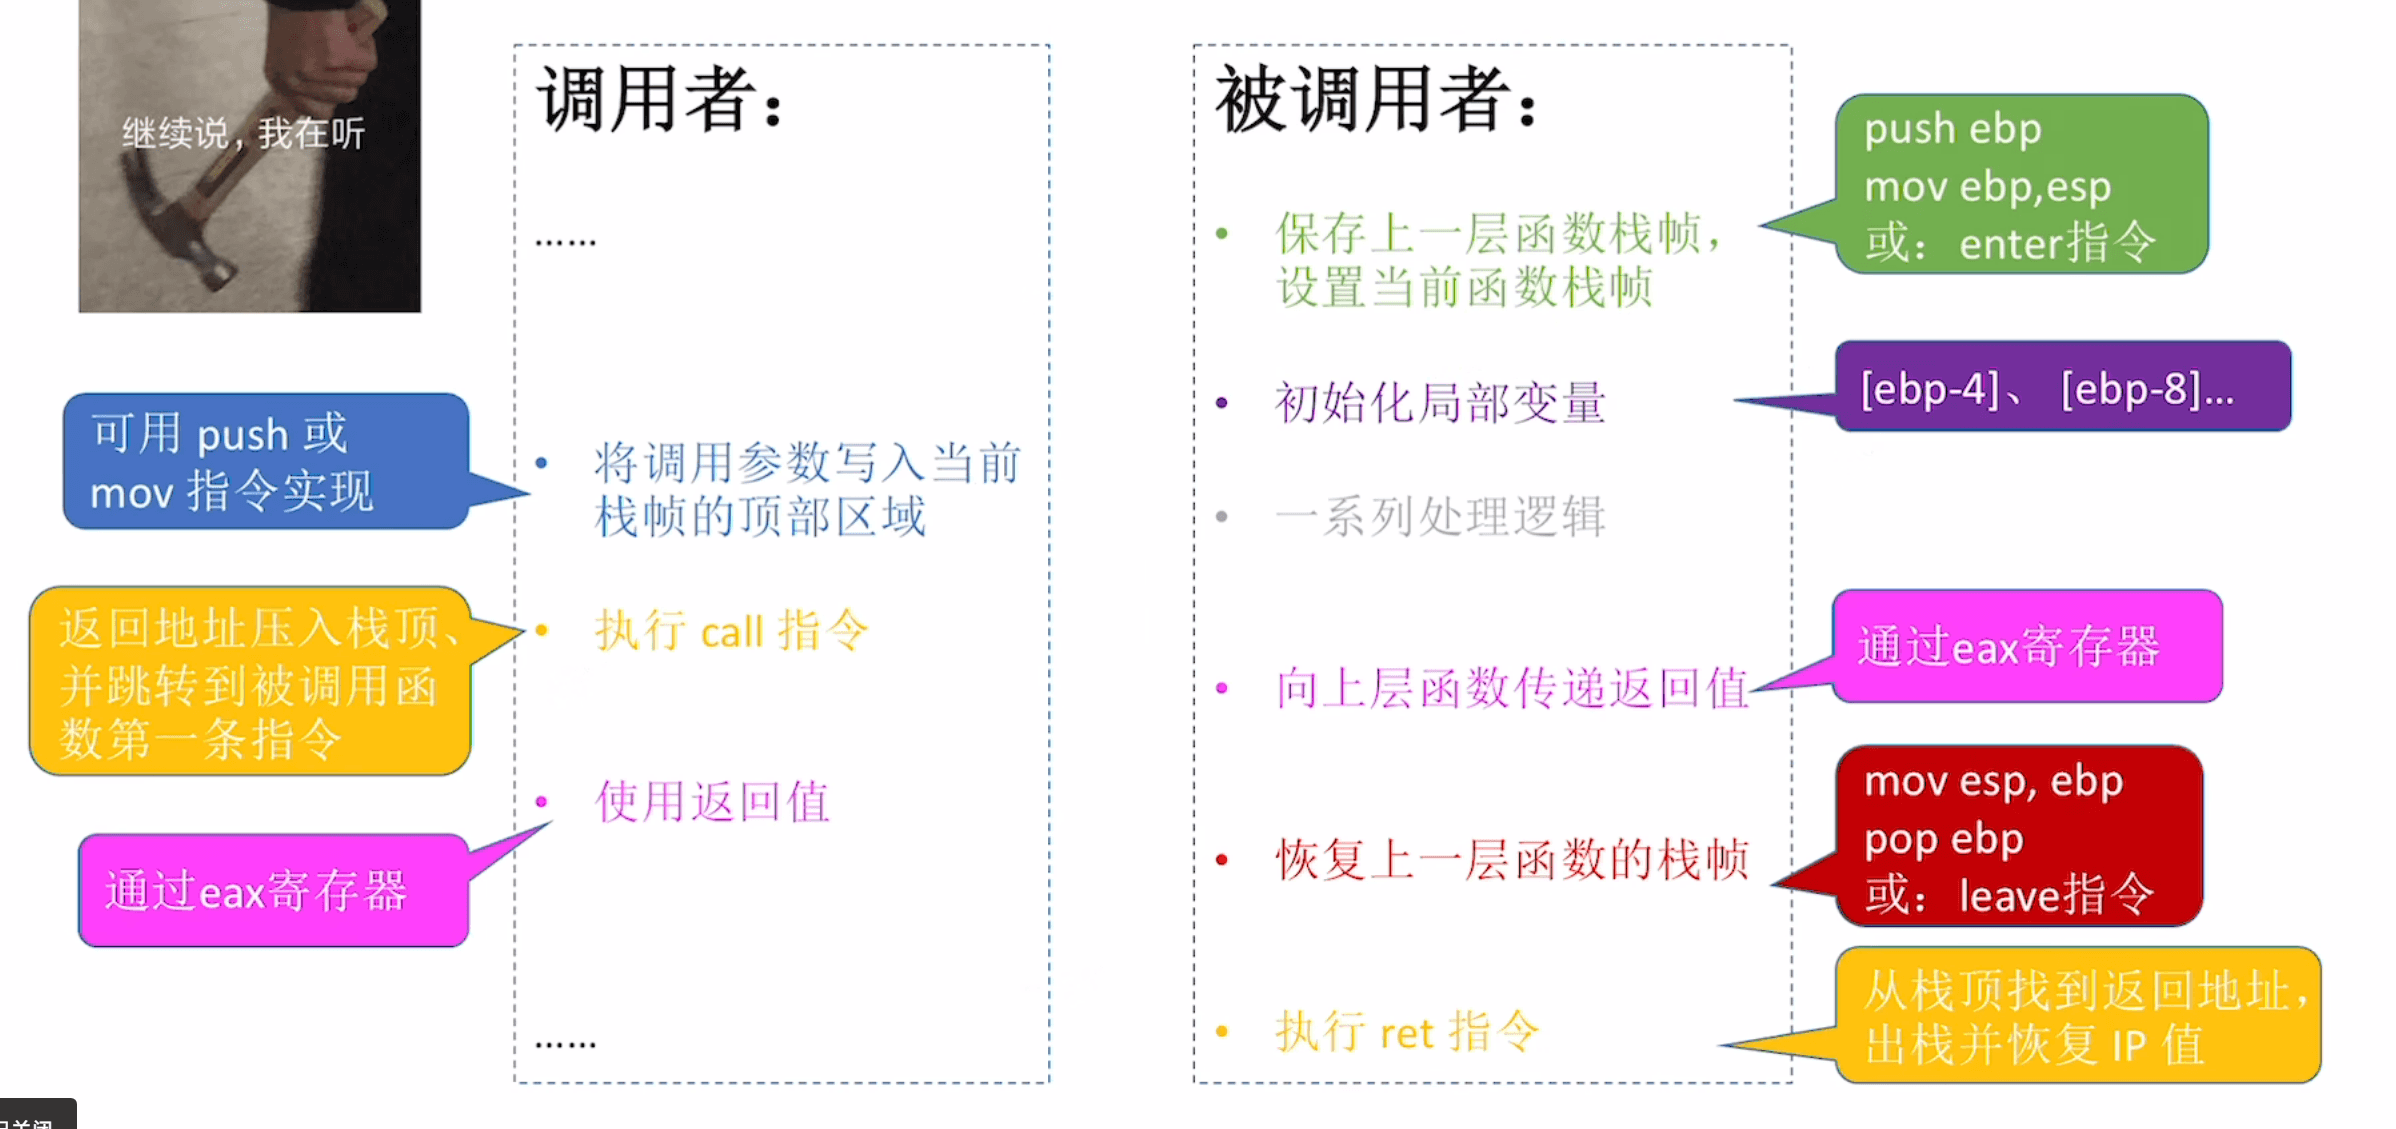 继续说，我在听
调用者：
……
可用 push 或
mov 指令实现
将调用参数写入当前
栈帧的顶部区域
返回地址压入栈顶、
并跳转到被调用函
数第一条指令
执行 call 指令
使用返回值
通过eax寄存器
……
被调用者：
保存上一层函数栈帧，
设置当前函数栈帧
push ebp
mov ebp,esp
或：enter指令
初始化局部变量
[ebp-4]、 [ebp-8]...
一系列处理逻辑
向上层函数传递返回值
通过eax寄存器
恢复上一层函数的栈帧
mov esp, ebp
pop ebp
或：leave指令
执行 ret 指令
从栈顶找到返回地址，
出栈并恢复 IP 值